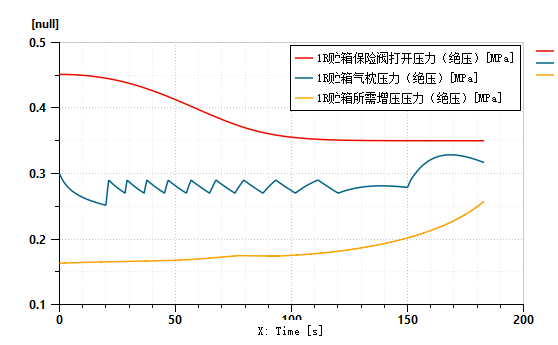 [null]
0.5
1R贮箱保险阀打开压力（绝压）[MPa]
1R贮箱气枕压力（绝压）[MPa]
1R贮箱所需增压压力（绝压）[MPa]
0.4
0.3
0.2
0.1
0 50 100 150 200
X: Time [s]